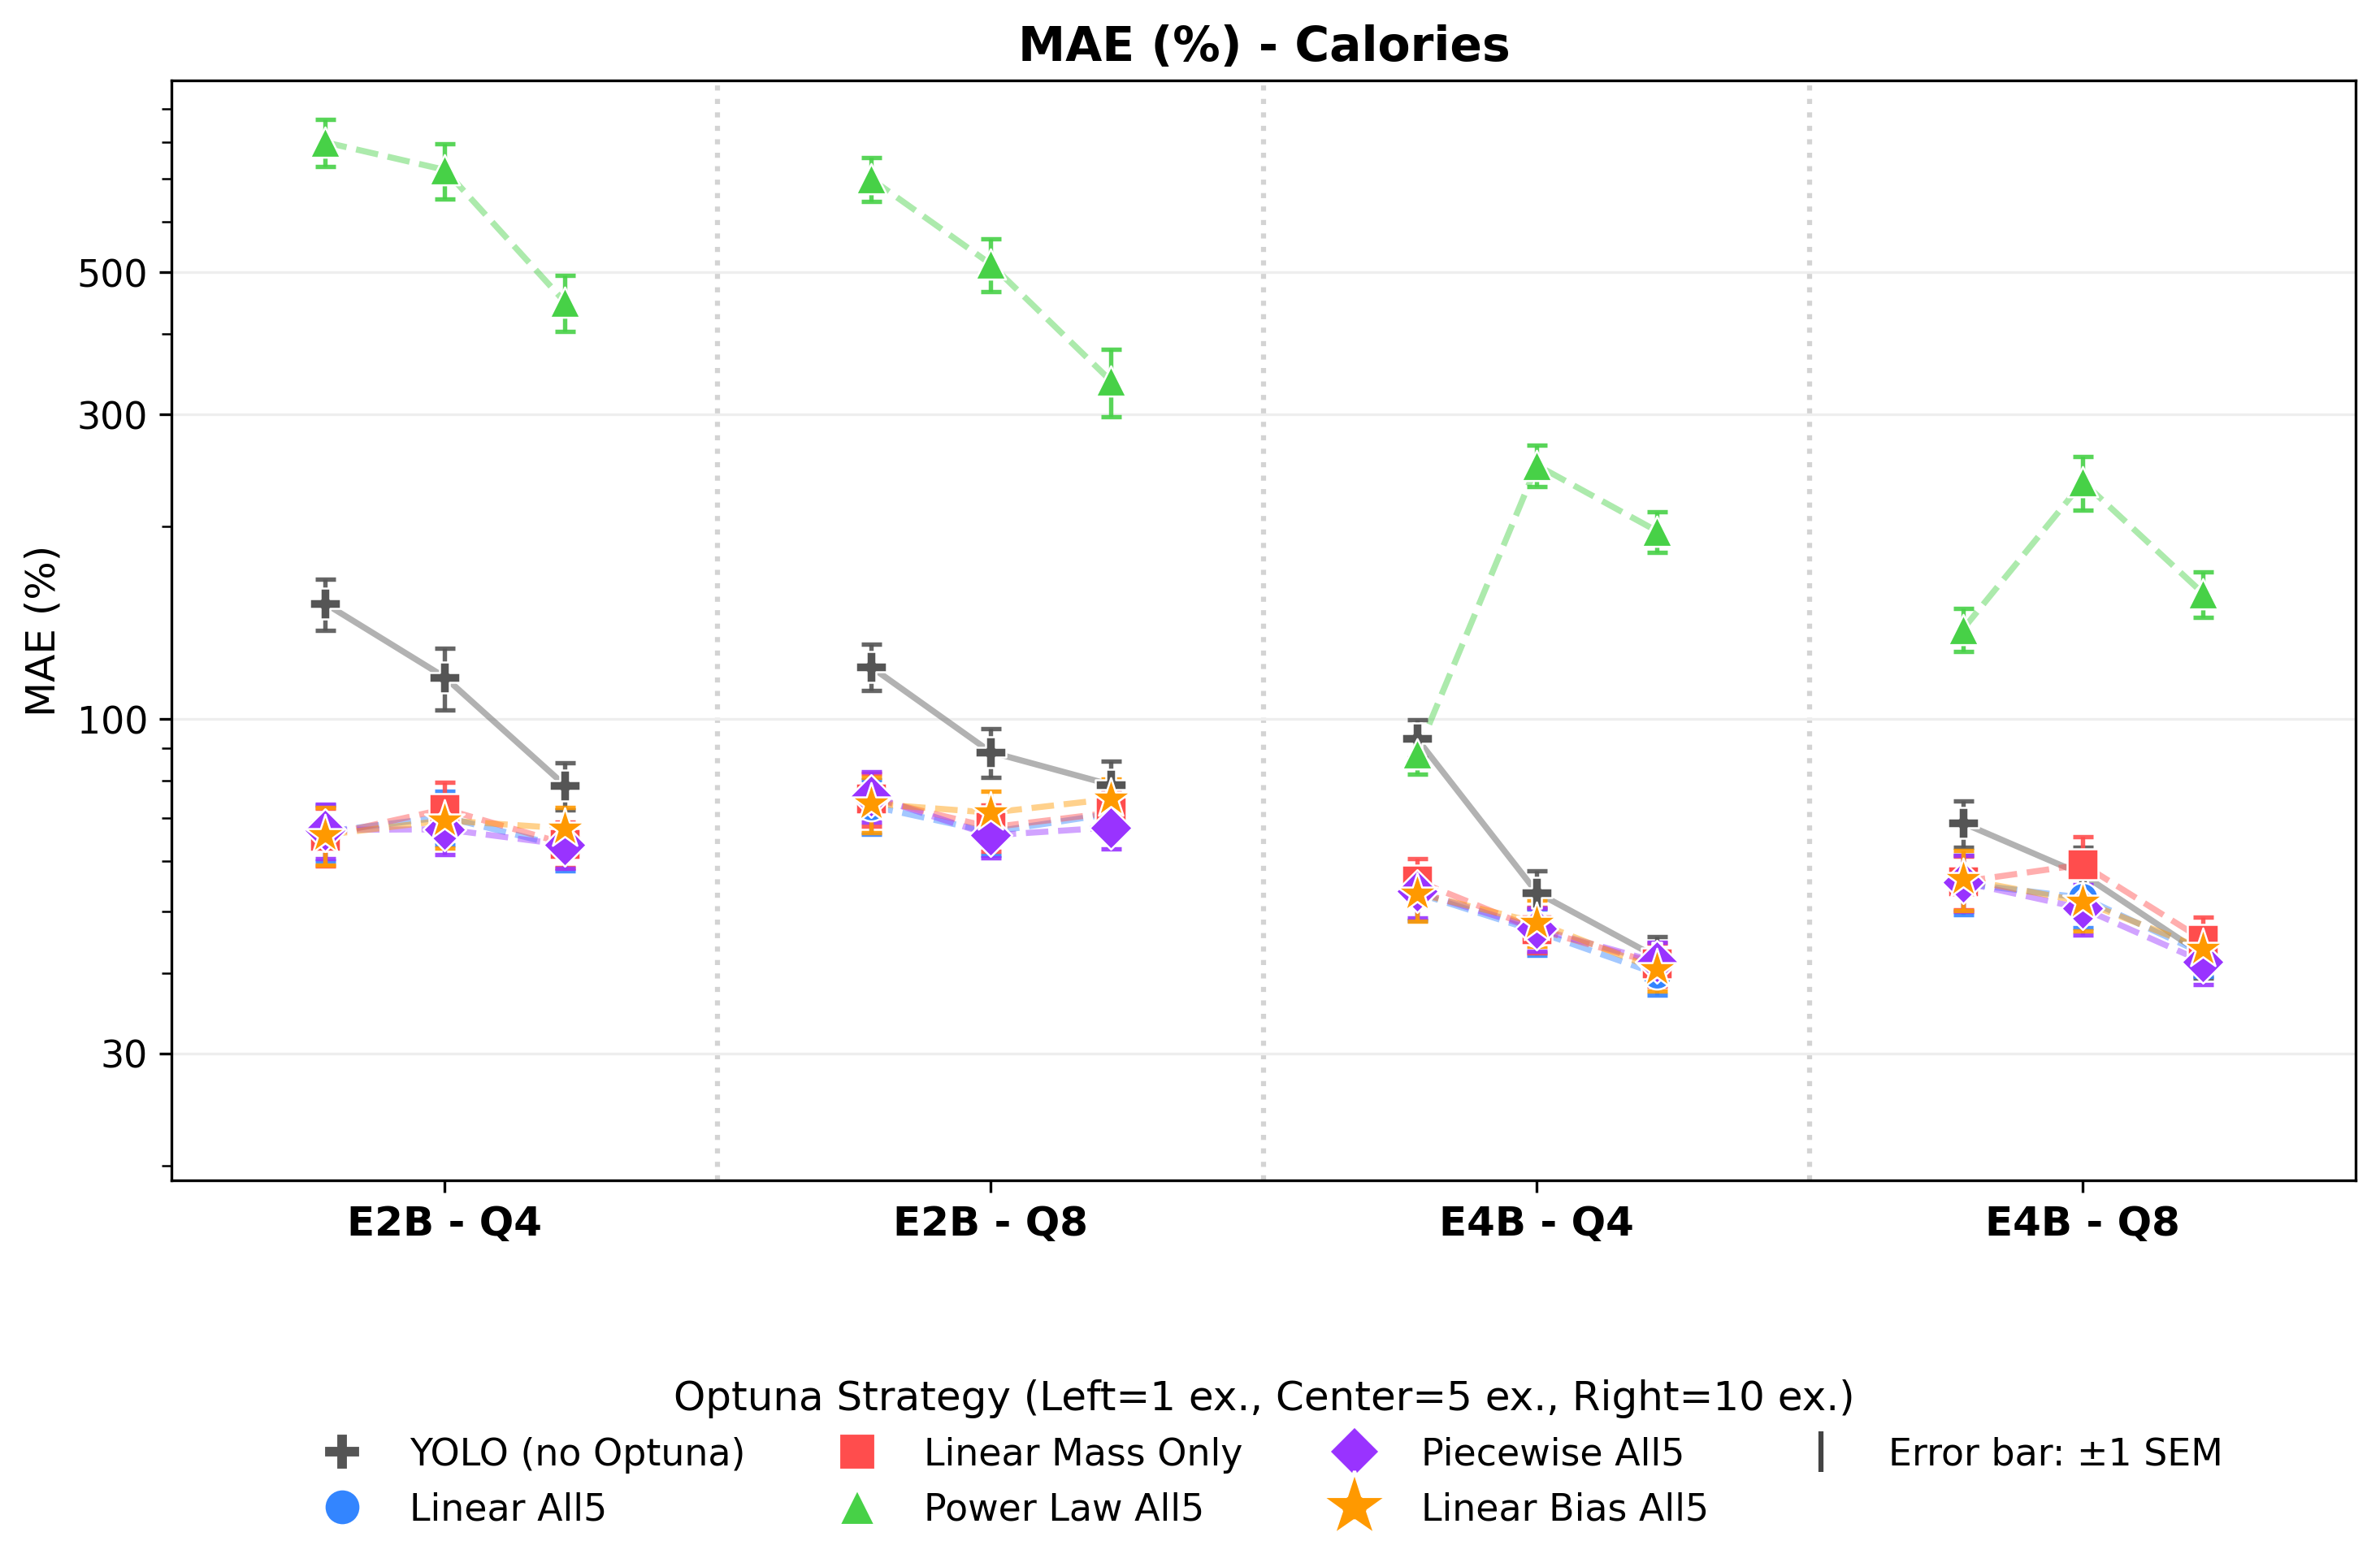 MAE (%) - Calories
MAE (%)
500
300
100
30
E2B - Q4
E2B - Q8
E4B - Q4
E4B - Q8
Optuna Strategy (Left=1 ex., Center=5 ex., Right=10 ex.)
YOLO (no Optuna)
Linear All5
Linear Mass Only
Power Law All5
Piecewise All5
Linear Bias All5
Error bar: ±1 SEM